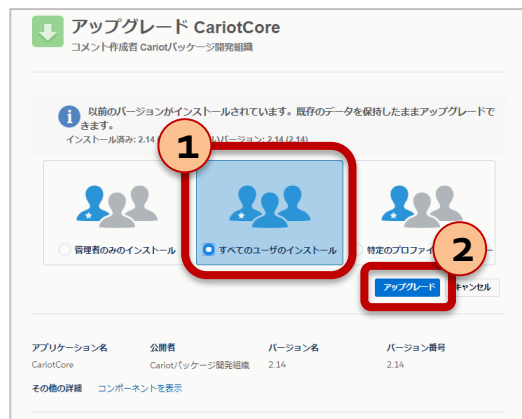 アップグレード CariotCore
コメント作成者 Cariotパッケージ開発組織
以前のバージョンがインストールされています。既存のデータを保持したままアップグレードで
きます。
インストール済み: 2.14 いバージョン: 2.14 (2.14)
1
管理者のみのインストール
すべてのユーザのインストール
特定のプロファイ
2
アップグレード
キャンセル
アプリケーション名 公開者 バージョン名 バージョン番号
CariotCore Cariotパッケージ開発組織 2.14 2.14
その他の詳細 コンポーネントを表示